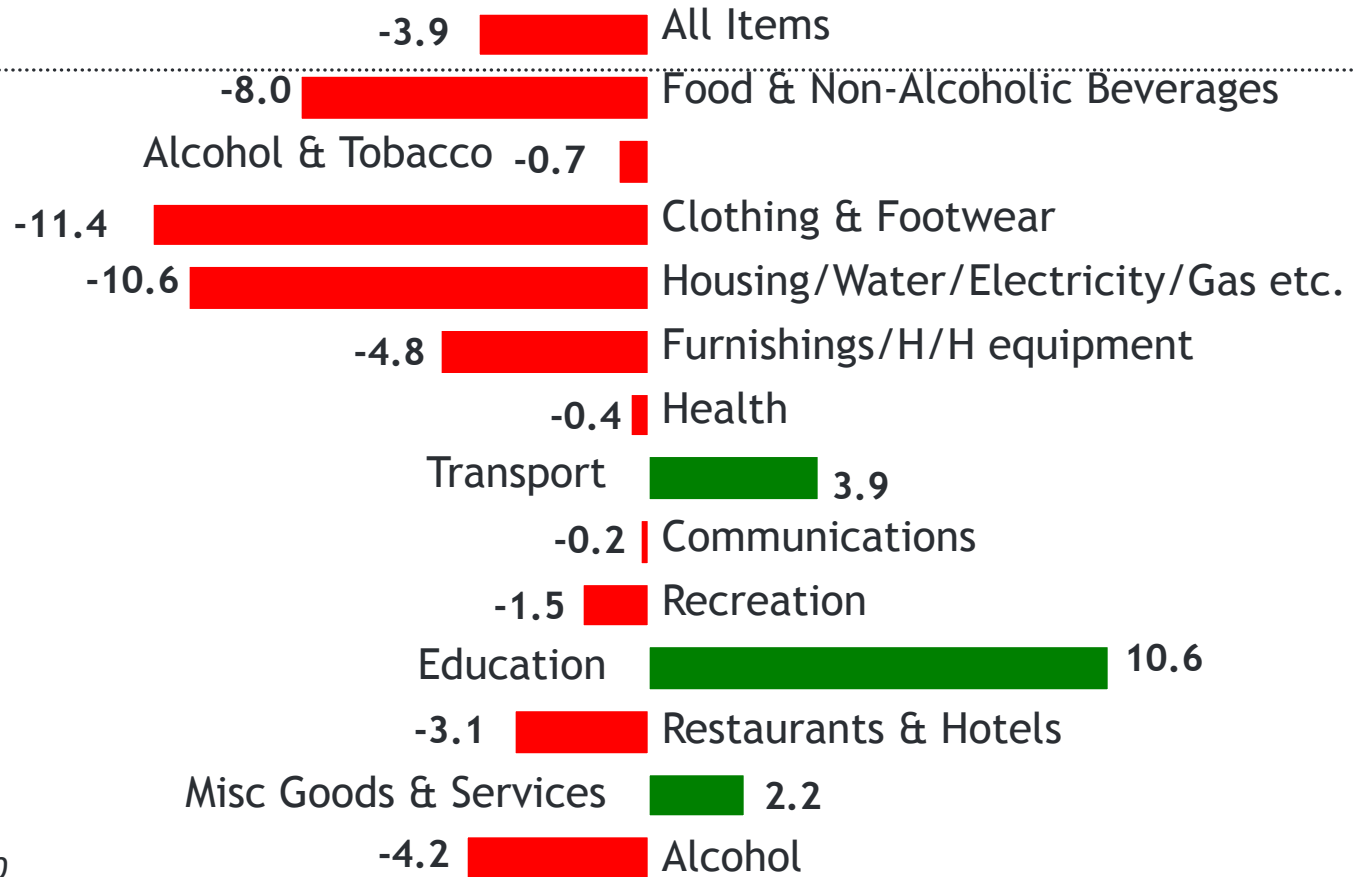 -3.9 All Items
-8.0 Food & Non-Alcoholic Beverages
Alcohol & Tobacco -0.7
-11.4 Clothing & Footwear
-10.6 Housing/Water/Electricity/Gas etc.
-4.8 Furnishings/H/H equipment
-0.4 Health
Transport 3.9
-0.2 Communications
-1.5 Recreation
Education 10.6
-3.1 Restaurants & Hotels
Misc Goods & Services 2.2
-4.2 Alcohol